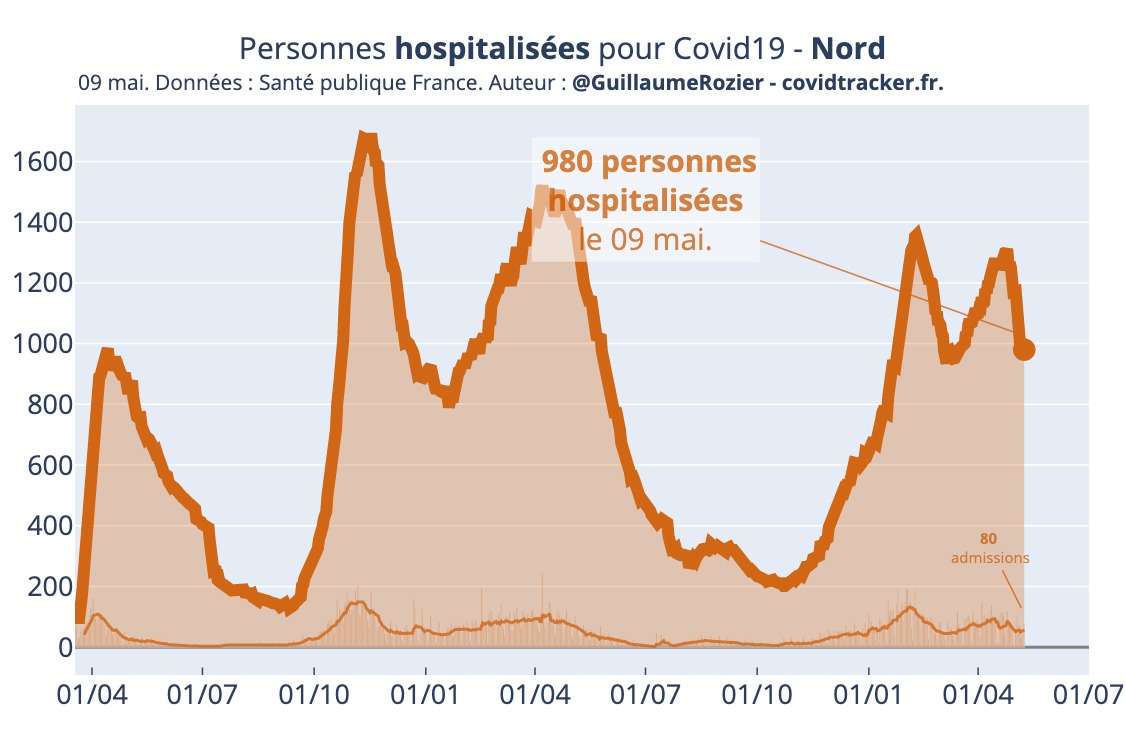 Personnes hospitalisées pour Covid19 - Nord
09 mai. Données : Santé publique France. Auteur : @GuillaumeRozier - covidtracker.fr.
980 personnes
hospitalisées
le 09 mai.
1600
1400
1200
1000
800
600
400
200
0
80
admissions
01/04 01/07 01/10 01/01 01/04 01/07 01/10 01/01 01/04 01/07